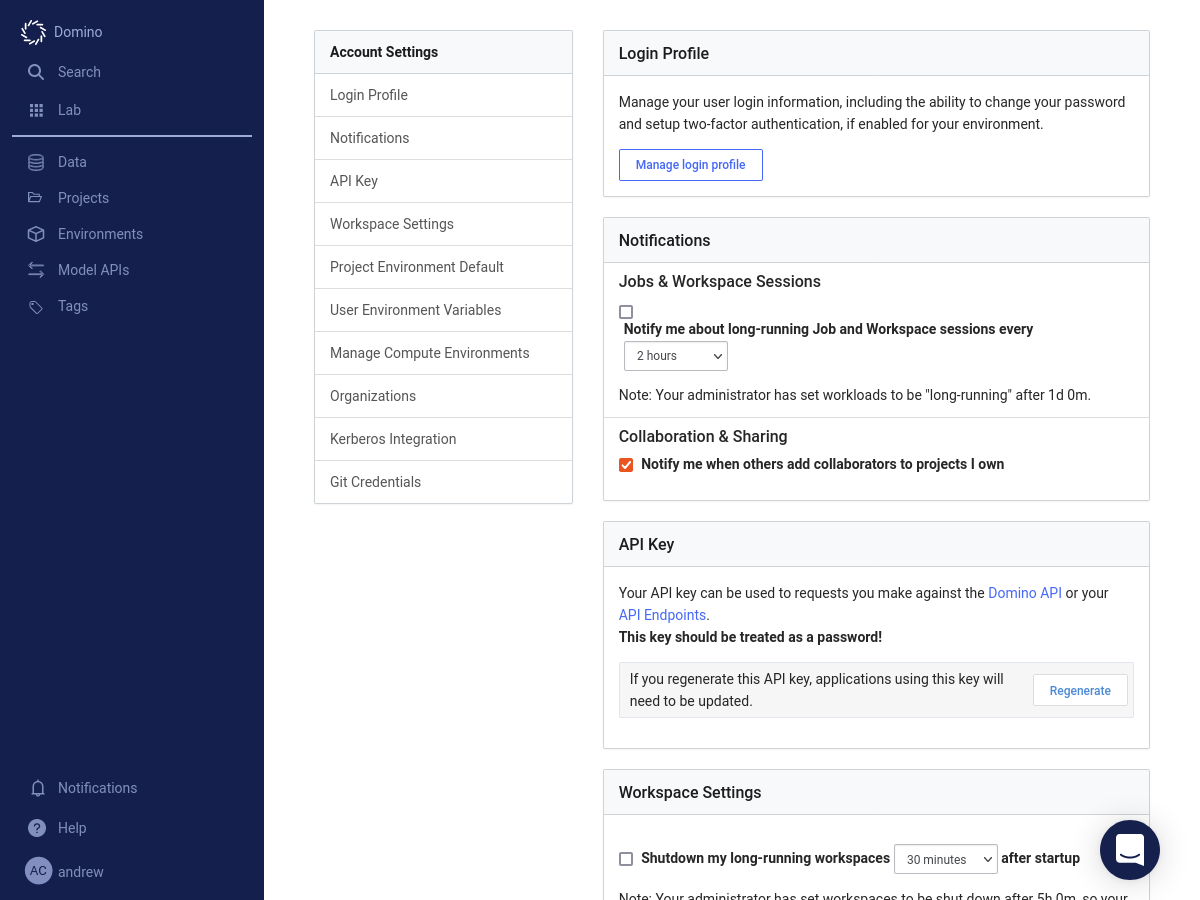 Domino
Search
Lab
Data
Projects
Environments
Model APIs
Tags
Notifications
Help
AC andrew
Account Settings
Login Profile
Notifications
API Key
Workspace Settings
Project Environment Default
User Environment Variables
Manage Compute Environments
Organizations
Kerberos Integration
Git Credentials
Login Profile
Manage your user login information, including the ability to change your password
and setup two-factor authentication, if enabled for your environment.
Manage login profile
Notifications
Jobs & Workspace Sessions
Notify me about long-running Job and Workspace sessions every
2 hours
Note: Your administrator has set workloads to be "long-running" after 1d 0m.
Collaboration & Sharing
Notify me when others add collaborators to projects I own
API Key
Your API key can be used to requests you make against the Domino API or your
API Endpoints.
This key should be treated as a password!
If you regenerate this API key, applications using this key will
need to be updated.
Regenerate
Workspace Settings
Shutdown my long-running workspaces 30 minutes after startup
Note: Your administrator has set workspaces to be shut down after 5h 0m, so your